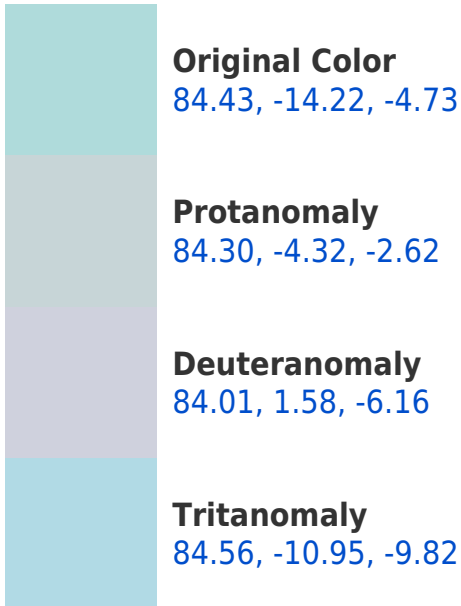 Original Color
84.43, -14.22, -4.73
Protanomaly
84.30, -4.32, -2.62
Deuteranomaly
84.01, 1.58, -6.16
Tritanomaly
84.56, -10.95, -9.82